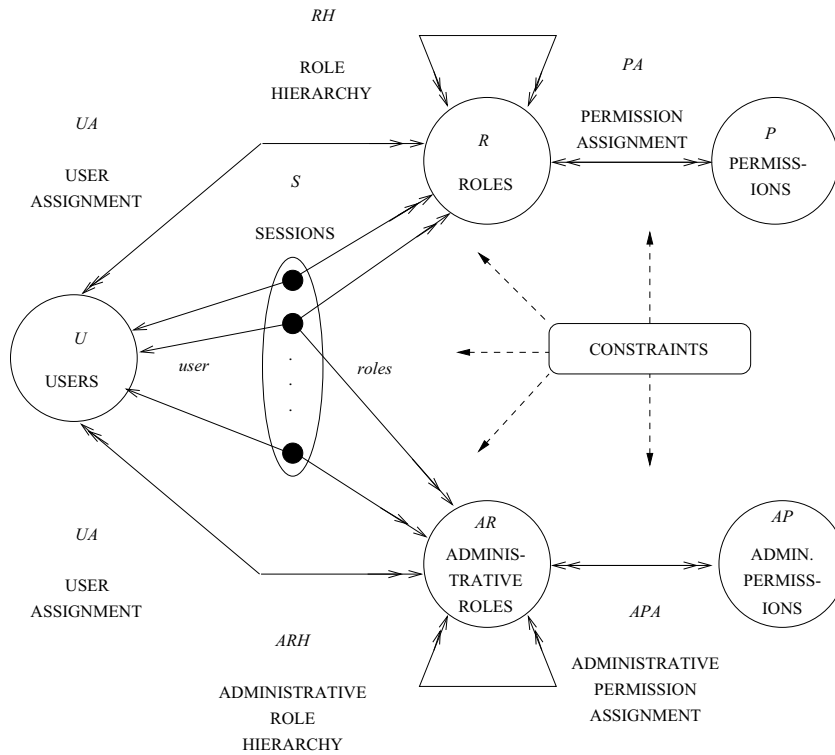 RH
ROLE
HIERARCHY
PA
PERMISSION
ASSIGNMENT
UA
USER
ASSIGNMENT
S
SESSIONS
R
ROLES
P
PERMISS-
IONS
U
USERS
user
roles
CONSTRAINTS
UA
USER
ASSIGNMENT
AR
ADMINIS-
TRATIVE
ROLES
AP
ADMIN.
PERMISS-
IONS
ARH
ADMINISTRATIVE
ROLE
HIERARCHY
APA
ADMINISTRATIVE
PERMISSION
ASSIGNMENT